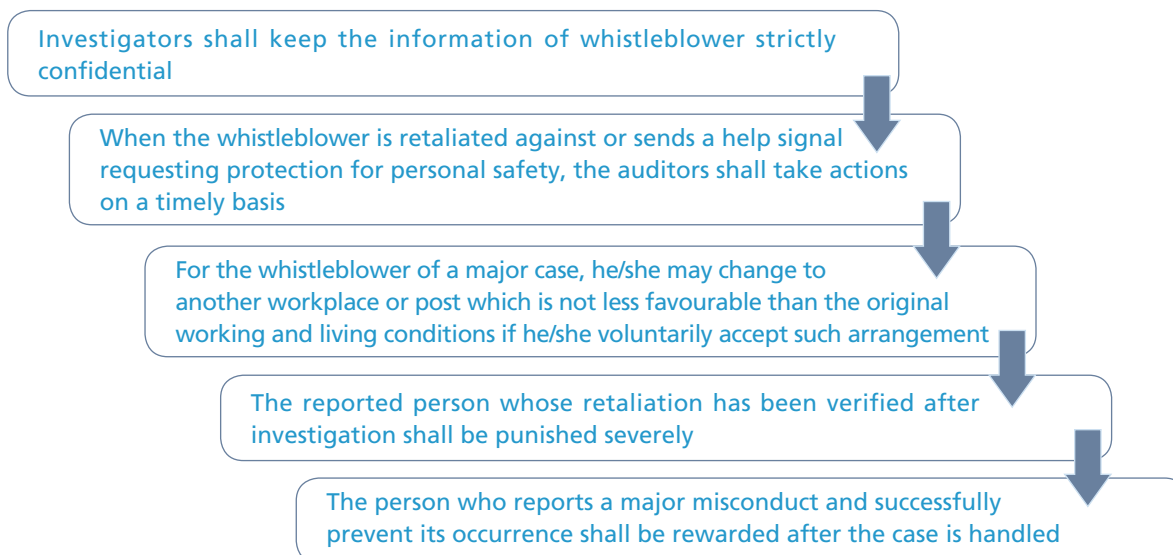 Investigators shall keep the information of whistleblower strictly
confidential
When the whistleblower is retaliated against or sends a help signal
requesting protection for personal safety, the auditors shall take actions
on a timely basis
For the whistleblower of a major case, he/she may change to
another workplace or post which is not less favourable than the original
working and living conditions if he/she voluntarily accept such arrangement
The reported person whose retaliation has been verified after
investigation shall be punished severely
The person who reports a major misconduct and successfully
prevent its occurrence shall be rewarded after the case is handled